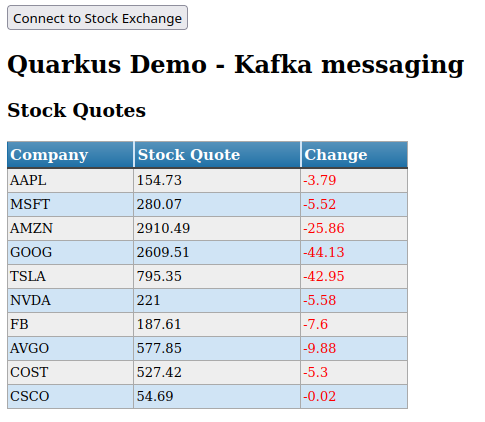 Connect to Stock Exchange
Quarkus Demo - Kafka messaging
Stock Quotes
Company Stock Quote Change
AAPL 154.73 -3.79
MSFT 280.07 -5.52
AMZN 2910.49 -25.86
GOOG 2609.51 -44.13
TSLA 795.35 -42.95
NVDA 221 -5.58
FB 187.61 -7.6
AVGO 577.85 -9.88
COST 527.42 -5.3
CSCO 54.69 -0.02